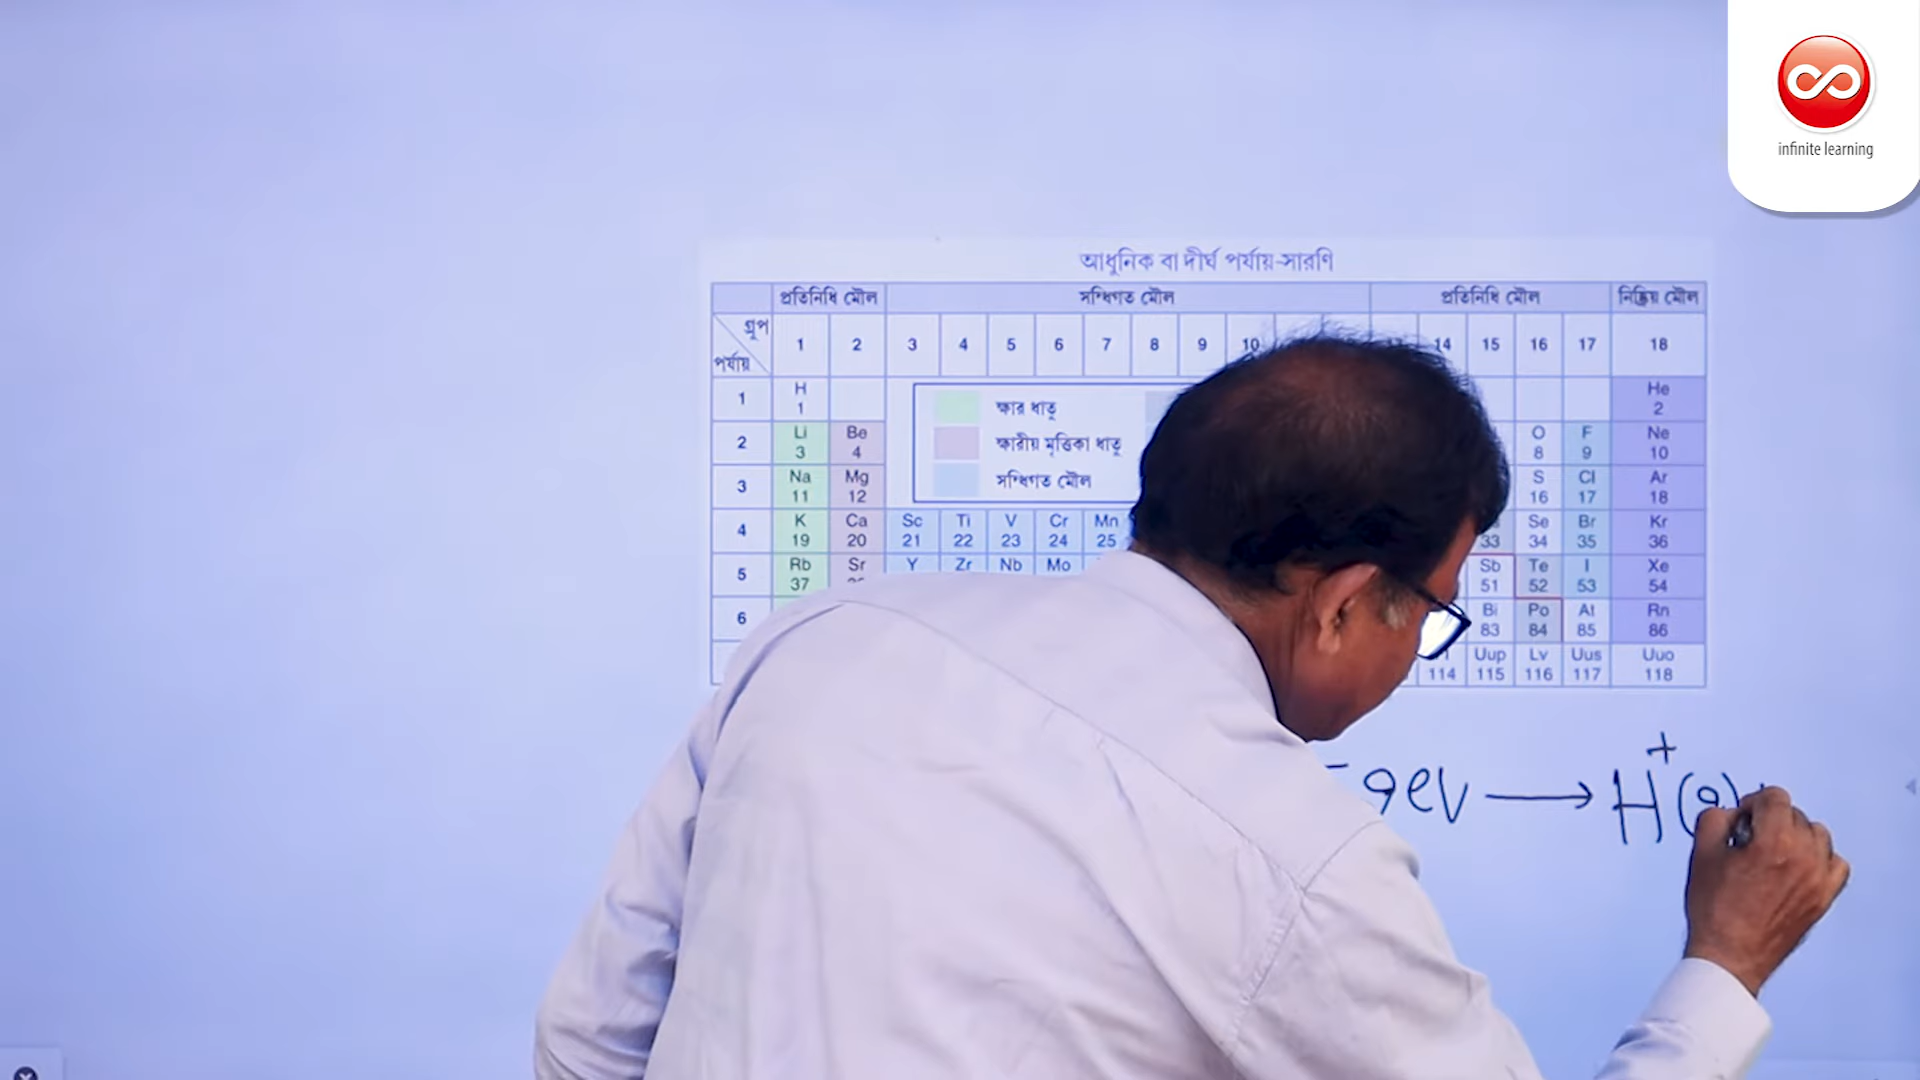 infinite learning
আধুনিক বা দীর্ঘ পর্যায়-সারণি
প্রতিনিধি মৌল সন্ধিগত মৌল প্রতিনিধি মৌল নিষ্ক্রিয় মৌল
গ্রূপ
পর্যায়
1 2 3 4 5 6 7 8 9 10 14 15 16 17 18
1 H He
1 2
ক্ষার ধাতু
2 Li Be O F Ne
3 4 8 9 10
ক্ষারীয় মৃত্তিকা ধাতু
3 Na Mg S Cl Ar
11 12 16 17 18
সন্ধিগত মৌল
4 K Ca Sc Ti V Cr Mn Se Br Kr
19 20 21 22 23 24 25 33 34 35 36
5 Rb Sr Y Zr Nb Mo Sb Te I Xe
37 51 52 53 54
6 Bi Po At Rn
83 84 85 86
Uup Lv Uus Uuo
114 115 116 117 118
eV ⟶ H⁺(g)